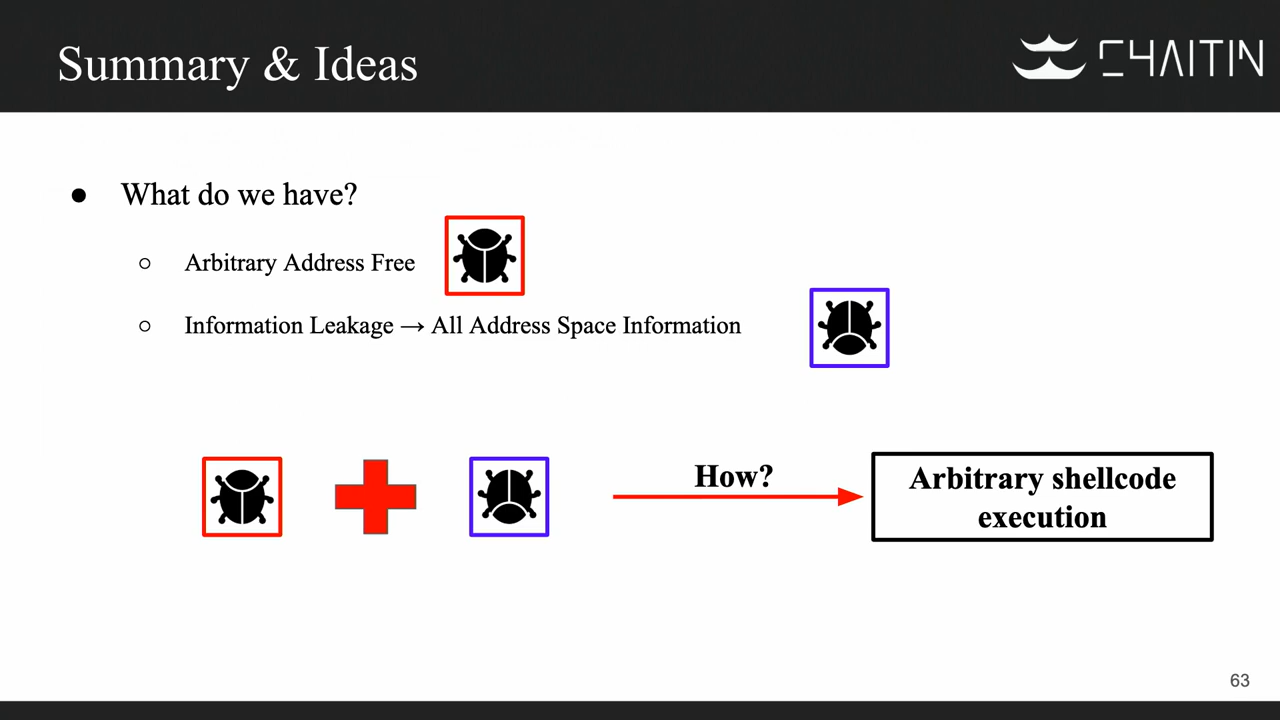 Summary & Ideas
CHAITIN
● What do we have?
○ Arbitrary Address Free
○ Information Leakage → All Address Space Information
How?
Arbitrary shellcode
execution
63